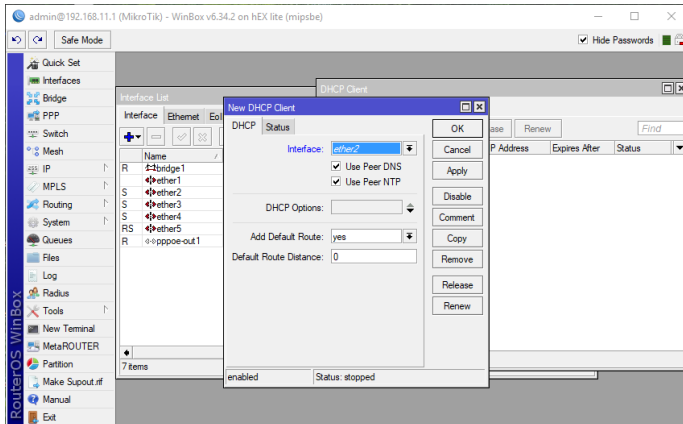 admin@192.168.11.1 (MikroTik) - WinBox v6.34.2 on hEX lite (mipsbe)
Safe Mode
Hide Passwords
Quick Set
Interfaces
Bridge
PPP
Switch
Mesh
IP
MPLS
Routing
System
Queues
Files
Log
Radius
Tools
New Terminal
MetaROUTER
Partition
Make Supout.rif
Manual
Exit
RouterOS WinBox
Interface List
Interface Ethernet EoI
Name
R bridge1
ether1
S ether2
S ether3
S ether4
RS ether5
R pppoe-out1
7 items
DHCP Client
Renew
Find
Expires After Status
New DHCP Client
DHCP Status
Interface: ether2
Use Peer DNS
Use Peer NTP
DHCP Options:
Add Default Route: yes
Default Route Distance: 0
OK
Cancel
Apply
Disable
Comment
Copy
Remove
Release
Renew
enabled
Status: stopped